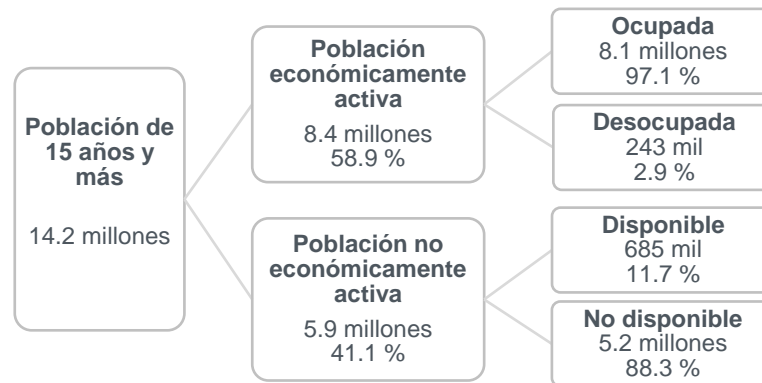 Población de
15 años y
más
14.2 millones
Población
económicamente
activa
8.4 millones
58.9 %
Ocupada
8.1 millones
97.1 %
Desocupada
243 mil
2.9 %
Población no
económicamente
activa
5.9 millones
41.1 %
Disponible
685 mil
11.7 %
No disponible
5.2 millones
88.3 %